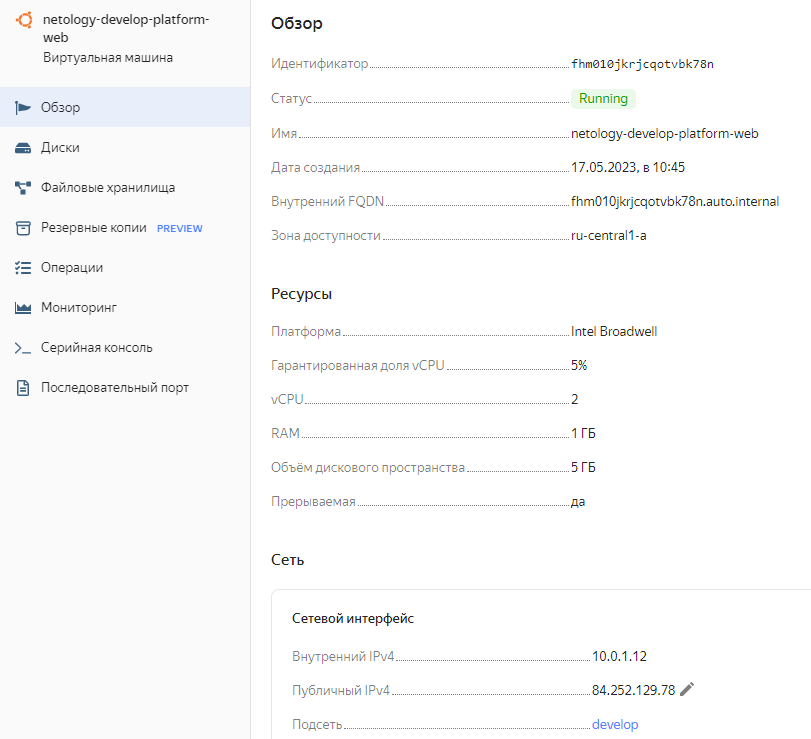 netology-develop-platform-
web
Виртуальная машина
Обзор
Диски
Файловые хранилища
Резервные копии PREVIEW
Операции
Мониторинг
Серийная консоль
Последовательный порт
Обзор
Идентификатор fhm010jkrjcqotvbk78n
Статус Running
Имя netology-develop-platform-web
Дата создания 17.05.2023, в 10:45
Внутренний FQDN fhm010jkrjcqotvbk78n.auto.internal
Зона доступности ru-central1-a
Ресурсы
Платформа Intel Broadwell
Гарантированная доля vCPU 5%
vCPU 2
RAM 1 ГБ
Объём дискового пространства 5 ГБ
Прерываемая да
Сеть
Сетевой интерфейс
Внутренний IPv4 10.0.1.12
Публичный IPv4 84.252.129.78
Подсеть develop